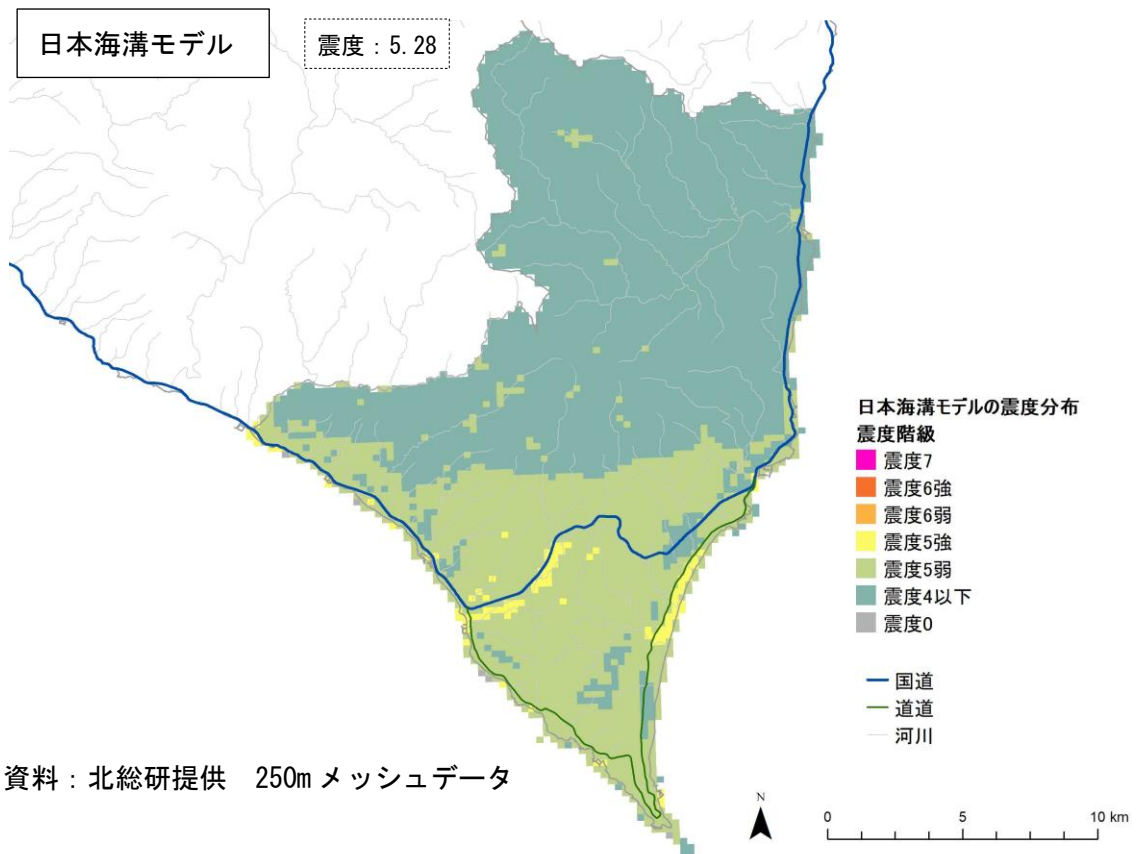 日本海溝モデル
震度：5.28
日本海溝モデルの震度分布
震度階級
震度7
震度6強
震度6弱
震度5強
震度5弱
震度4以下
震度0
国道
道道
河川
資料：北総研提供　250m メッシュデータ
N
0 5 10 km